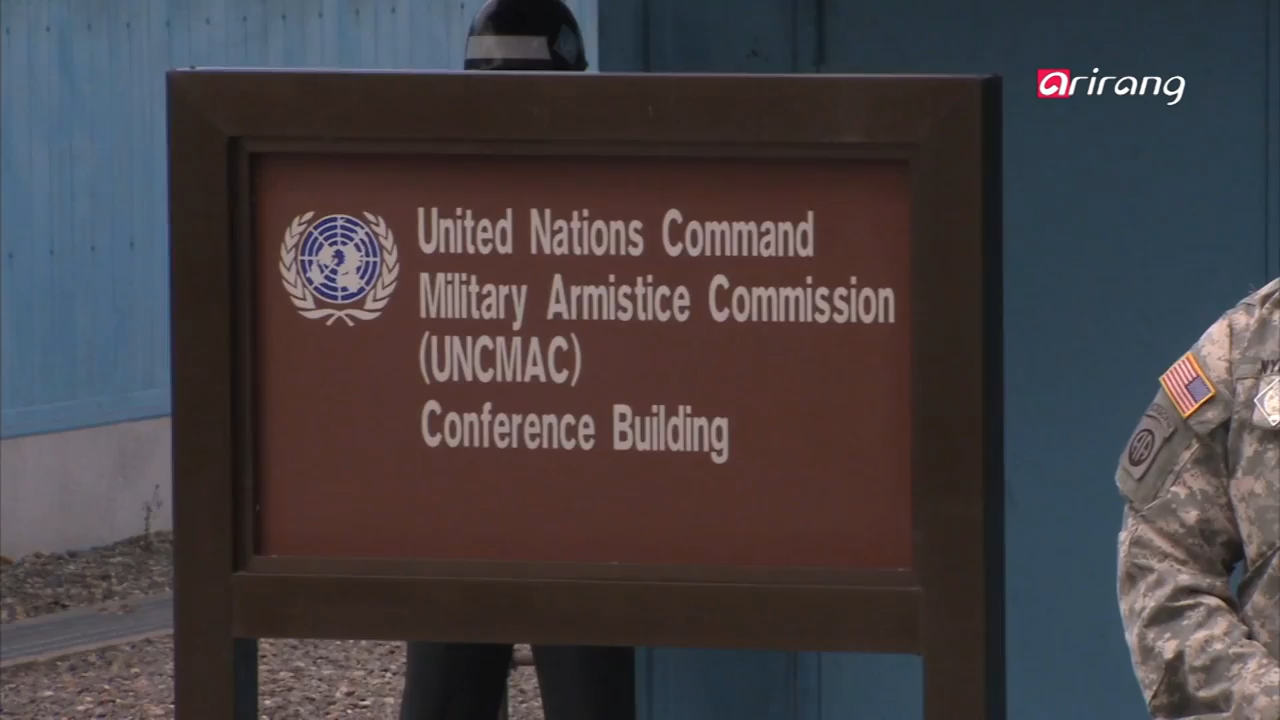 arirang
United Nations Command
Military Armistice Commission
(UNCMAC)
Conference Building